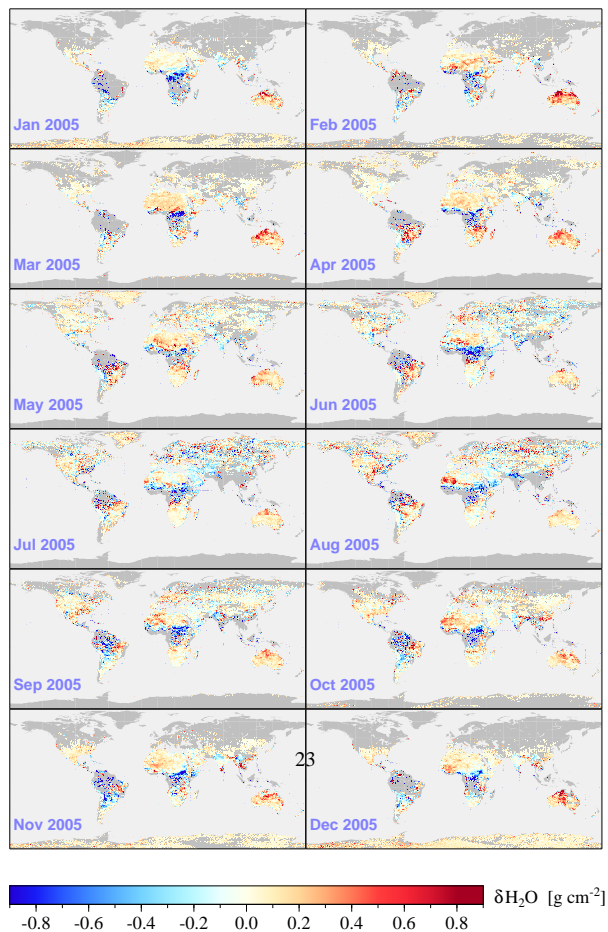 Jan 2005 Feb 2005
Mar 2005 Apr 2005
May 2005 Jun 2005
Jul 2005 Aug 2005
Sep 2005 Oct 2005
23
Nov 2005 Dec 2005
δH₂O [g cm⁻²]
-0.8 -0.6 -0.4 -0.2 0.0 0.2 0.4 0.6 0.8